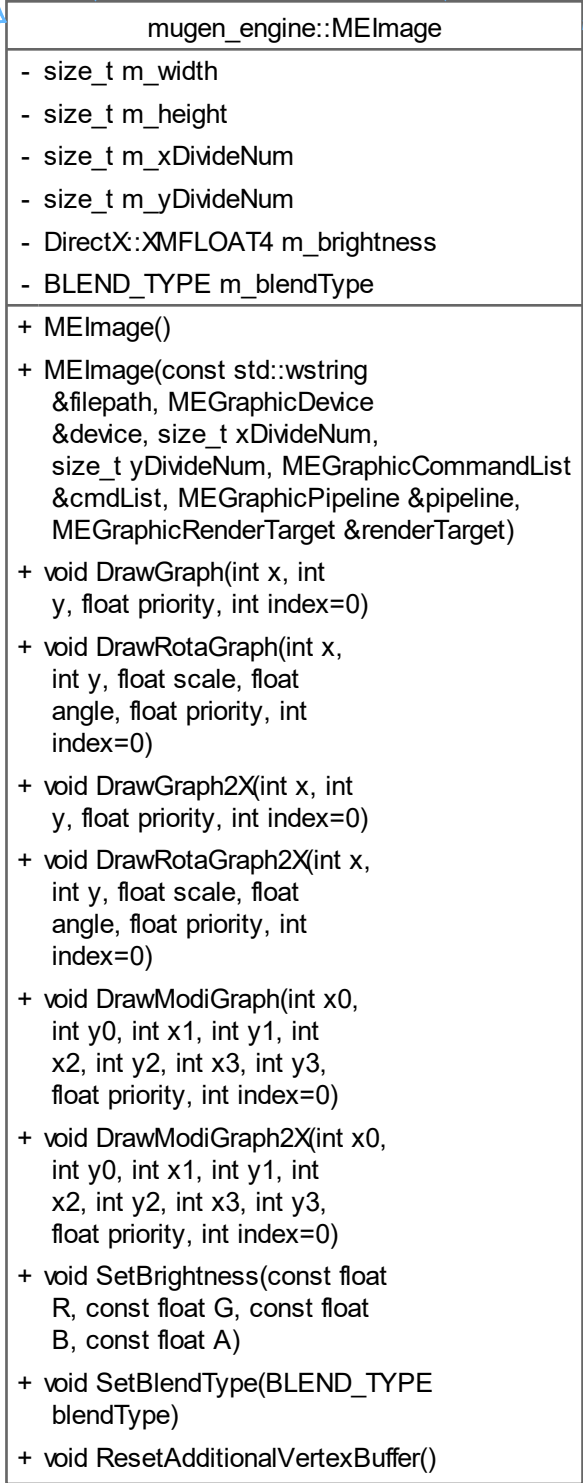 mugen_engine::MEImage
- size_t m_width
- size_t m_height
- size_t m_xDivideNum
- size_t m_yDivideNum
- DirectX::XMFLOAT4 m_brightness
- BLEND_TYPE m_blendType
+ MEImage()
+ MEImage(const std::wstring
&filepath, MEGraphicDevice
&device, size_t xDivideNum,
size_t yDivideNum, MEGraphicCommandList
&cmdList, MEGraphicPipeline &pipeline,
MEGraphicRenderTarget &renderTarget)
+ void DrawGraph(int x, int
y, float priority, int index=0)
+ void DrawRotaGraph(int x,
int y, float scale, float
angle, float priority, int
index=0)
+ void DrawGraph2X(int x, int
y, float priority, int index=0)
+ void DrawRotaGraph2X(int x,
int y, float scale, float
angle, float priority, int
index=0)
+ void DrawModiGraph(int x0,
int y0, int x1, int y1, int
x2, int y2, int x3, int y3,
float priority, int index=0)
+ void DrawModiGraph2X(int x0,
int y0, int x1, int y1, int
x2, int y2, int x3, int y3,
float priority, int index=0)
+ void SetBrightness(const float
R, const float G, const float
B, const float A)
+ void SetBlendType(BLEND_TYPE
blendType)
+ void ResetAdditionalVertexBuffer()